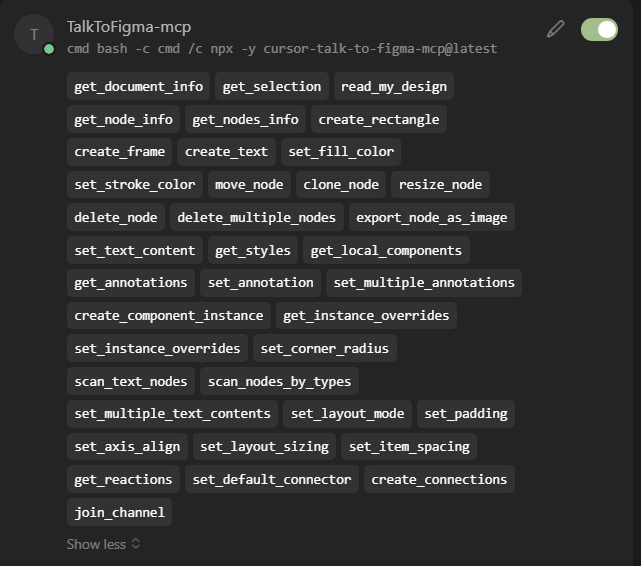 T
TalkToFigma-mcp
cmd bash -c cmd /c npx -y cursor-talk-to-figma-mcp@latest
get_document_info get_selection read_my_design
get_node_info get_nodes_info create_rectangle
create_frame create_text set_fill_color
set_stroke_color move_node clone_node resize_node
delete_node delete_multiple_nodes export_node_as_image
set_text_content get_styles get_local_components
get_annotations set_annotation set_multiple_annotations
create_component_instance get_instance_overrides
set_instance_overrides set_corner_radius
scan_text_nodes scan_nodes_by_types
set_multiple_text_contents set_layout_mode set_padding
set_axis_align set_layout_sizing set_item_spacing
get_reactions set_default_connector create_connections
join_channel
Show less